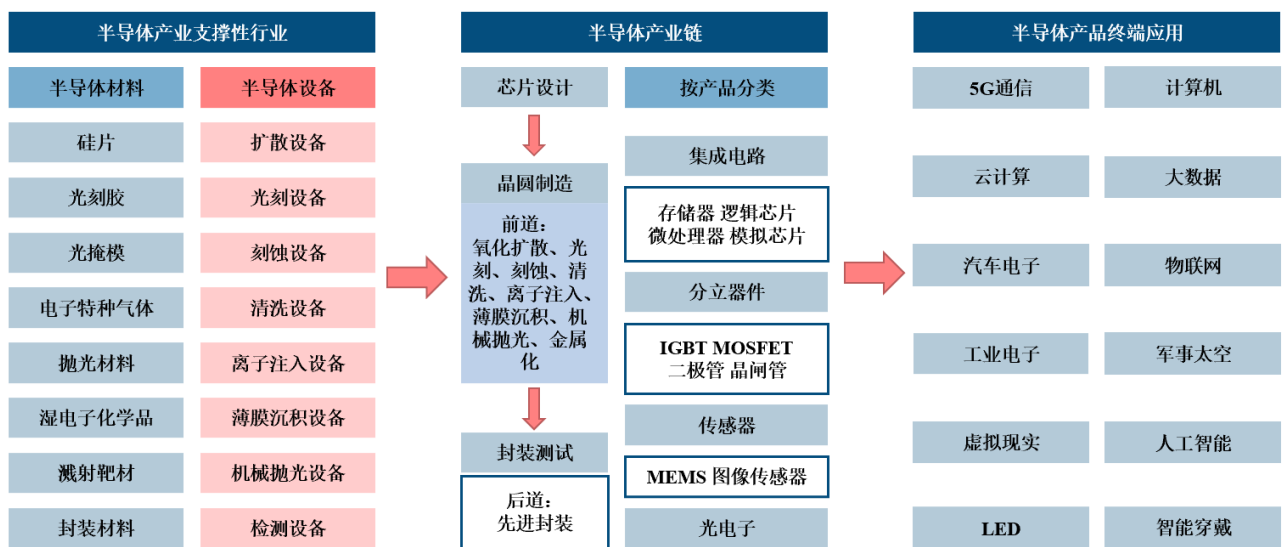 半导体产业支撑性行业
半导体材料
半导体设备
硅片
扩散设备
光刻胶
光刻设备
光掩模
刻蚀设备
电子特种气体
清洗设备
抛光材料
离子注入设备
湿电子化学品
薄膜沉积设备
溅射靶材
机械抛光设备
封装材料
检测设备
半导体产业链
芯片设计
晶圆制造
前道：
氧化扩散、光
刻、刻蚀、清
洗、离子注入、
薄膜沉积、机
械抛光、金属
化
封装测试
后道：
先进封装
按产品分类
集成电路
存储器 逻辑芯片
微处理器 模拟芯片
分立器件
IGBT MOSFET
二极管 晶闸管
传感器
MEMS 图像传感器
光电子
半导体产品终端应用
5G通信
计算机
云计算
大数据
汽车电子
物联网
工业电子
军事太空
虚拟现实
人工智能
LED
智能穿戴